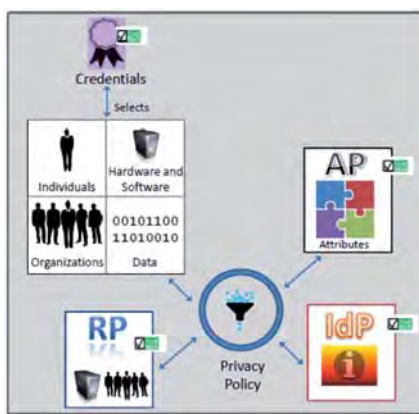 Credentials
Selects
Individuals
Hardware and
Software
Organizations
00101100
11010010
Data
AP
Attributes
RP
Privacy
Policy
IdP